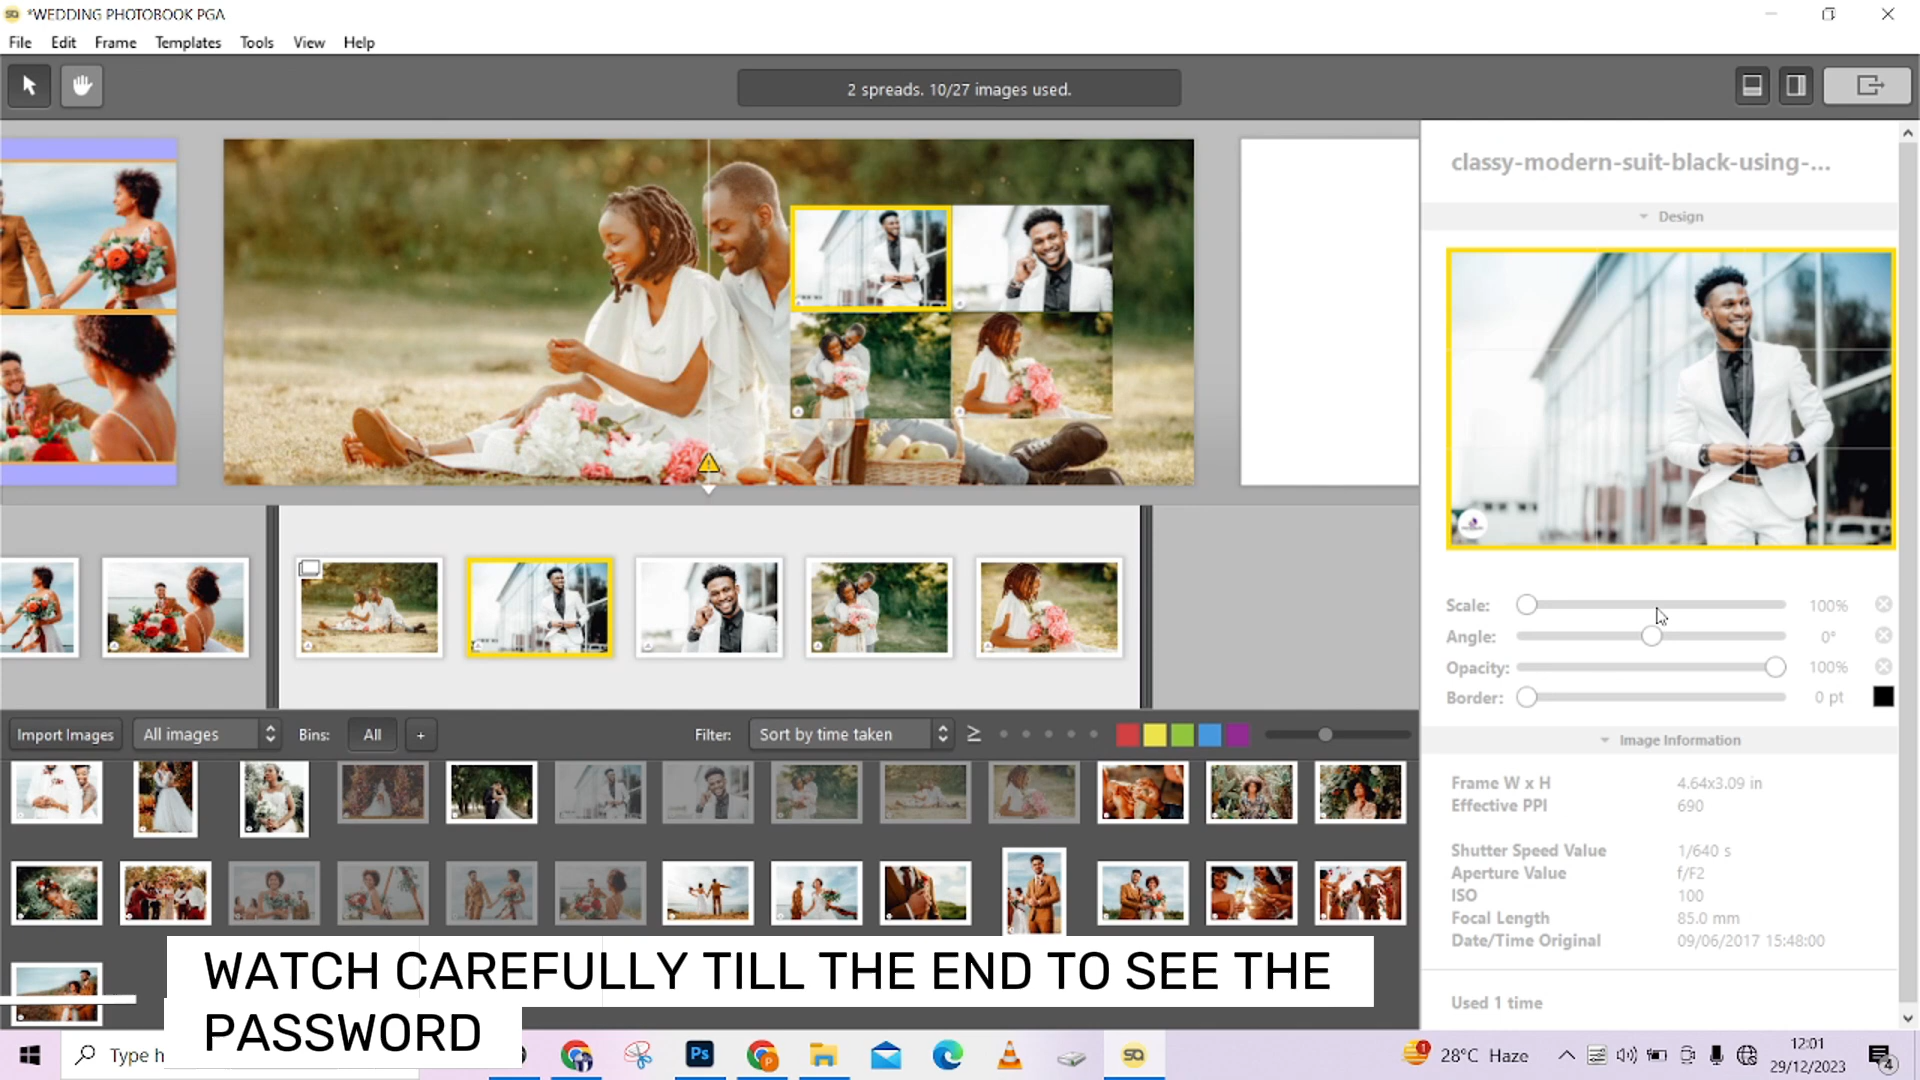 *WEDDING PHOTOBOOK PGA
File Edit Frame Templates Tools View Help
2 spreads. 10/27 images used.
classy-modern-suit-black-using-...
Design
Scale: 100%
Angle: 0°
Opacity: 100%
Border: 0 pt
Import Images All images Bins: All + Filter: Sort by time taken ≥
Image Information
Frame W x H 4.64x3.09 in
Effective PPI 690
Shutter Speed Value 1/640 s
Aperture Value f/F2
ISO 100
Focal Length 85.0 mm
Date/Time Original 09/06/2017 15:48:00
Used 1 time
WATCH CAREFULLY TILL THE END TO SEE THE
PASSWORD
Type h
Ps
SQ
1
28°C Haze
12:01
29/12/2023
4